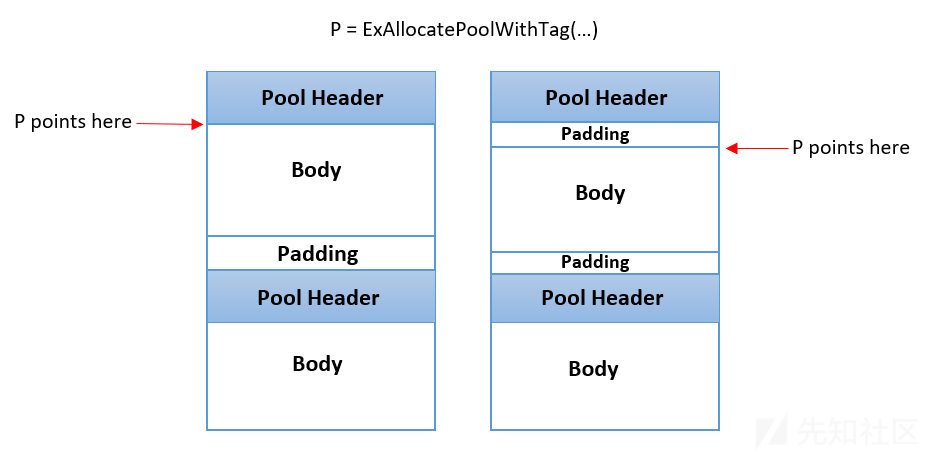 P = ExAllocatePoolWithTag(...)
Pool Header
P points here
Body
Padding
Pool Header
Body
Pool Header
Padding
P points here
Body
Padding
Pool Header
Body
先知社区